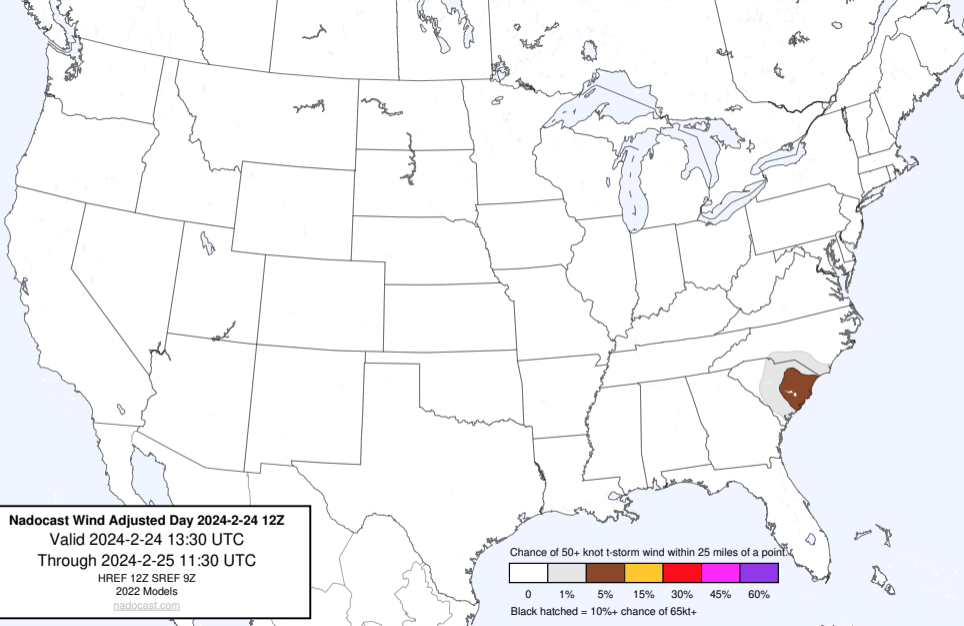 Nadocast Wind Adjusted Day 2024-2-24 12Z
Valid 2024-2-24 13:30 UTC
Through 2024-2-25 11:30 UTC
HREF 12Z SREF 9Z
2022 Models
nadocast.com
Chance of 50+ knot t-storm wind within 25 miles of a point.
0 1% 5% 15% 30% 45% 60%
Black hatched = 10%+ chance of 65kt+